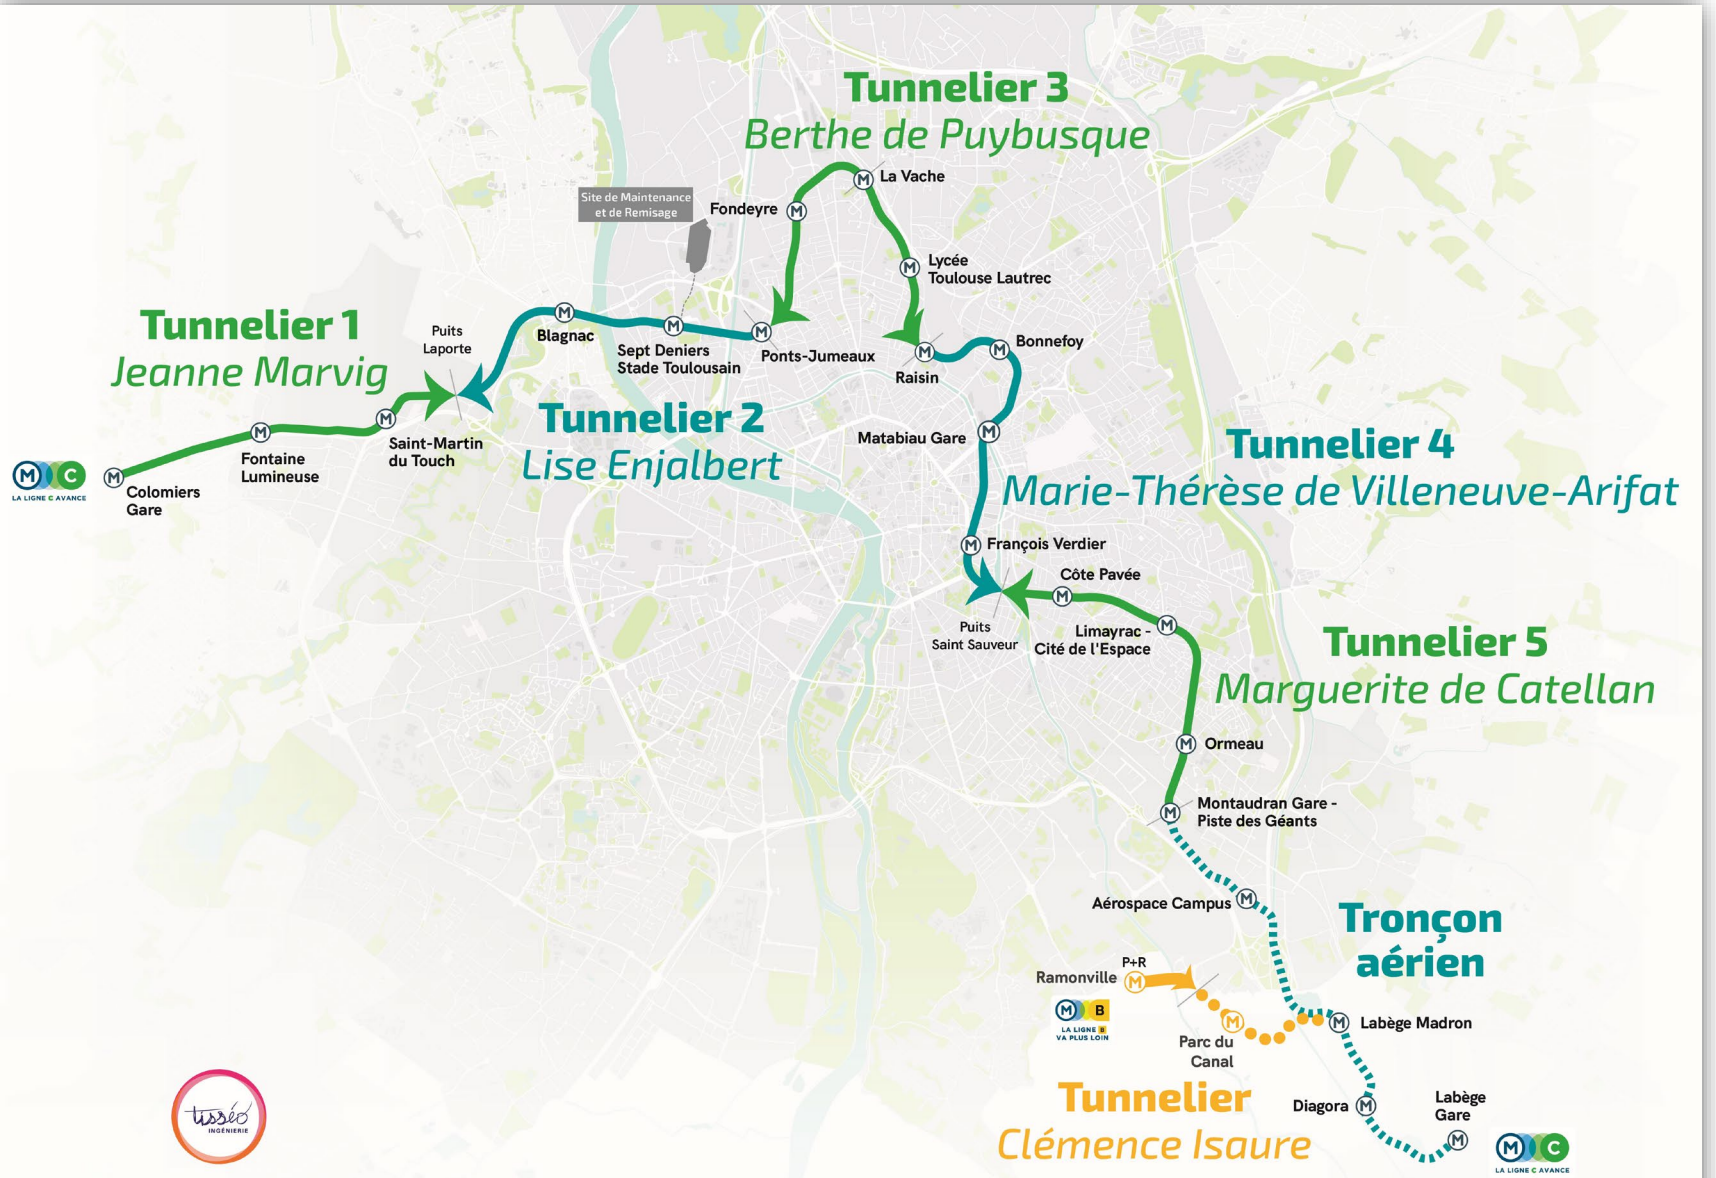 Tunnelier 3
Berthe de Puybusque
M
La Vache
Site de Maintenance
et de Remisage
Fondeyre
M
M
Lycée
Toulouse Lautrec
Tunnelier 1
Jeanne Marvig
Puits
Laporte
M
Blagnac
M
Sept Deniers
Stade Toulousain
M
Ponts-Jumeaux
M
Raisin
M
Bonnefoy
Tunnelier 2
Lise Enjalbert
M
Saint-Martin
du Touch
M
Fontaine
Lumineuse
M C
LA LIGNE C AVANCE
M
Colomiers
Gare
Matabiau Gare
M
Tunnelier 4
Marie-Thérèse de Villeneuve-Arifat
M
François Verdier
Côte Pavée
M
Puits
Saint Sauveur
Limayrac -
Cité de l'Espace
M
Tunnelier 5
Marguerite de Catellan
M
Ormeau
M
Montaudran Gare -
Piste des Géants
Aérospace Campus
M
Tronçon
aérien
P+R
Ramonville
M
M B
LA LIGNE B
VA PLUS LOIN
M
Parc du
Canal
M
Labège Madron
Tunnelier
Clémence Isaure
Diagora
M
Labège
Gare
M
M C
LA LIGNE C AVANCE
tisséo
INGÉNIERIE